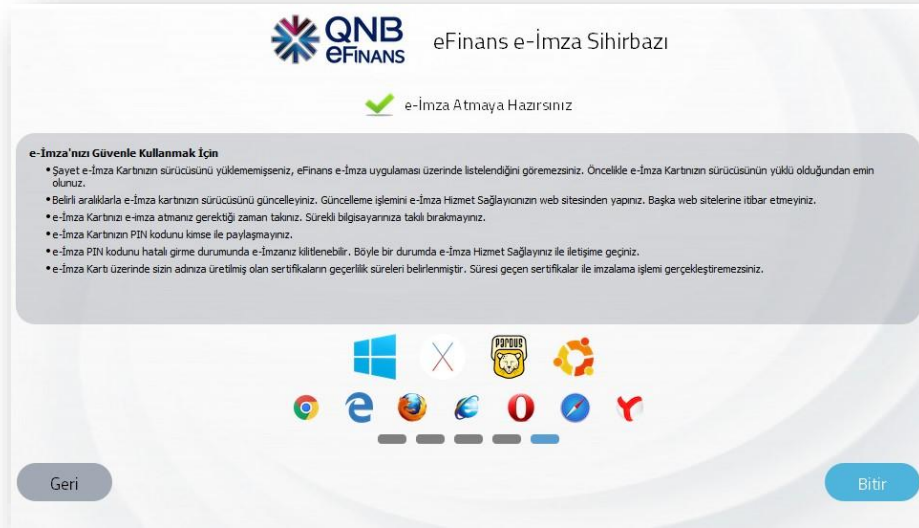 QNB
eFINANS
eFinans e-İmza Sihirbazı
e-İmza Atmaya Hazırsınız
e-İmza'nızı Güvenle Kullanmak İçin
• Şayet e-İmza Kartınızın sürücüsünü yüklememişseniz, eFinans e-İmza uygulaması üzerinde listelendiğini göremezsiniz. Öncelikle e-İmza Kartınızın sürücüsünün yüklü olduğundan emin
olunuz.
• Belirli aralıklarla e-İmza kartınızın sürücüsünü güncelleyiniz. Güncelleme işlemini e-İmza Hizmet Sağlayıcınızın web sitesinden yapınız. Başka web sitelerine itibar etmeyiniz.
• e-İmza Kartınızı e-imza atmanız gerektiği zaman takınız. Sürekli bilgisayarınıza takılı bırakmayınız.
• e-İmza Kartınızın PIN kodunu kimse ile paylaşmayınız.
• e-İmza PIN kodunu hatalı girme durumunda e-İmzanız kilitlenebilir. Böyle bir durumda e-İmza Hizmet Sağlayınız ile iletişime geçiniz.
• e-İmza Kartı üzerinde sizin adınıza üretilmiş olan sertifikaların geçerlilik süreleri belirlenmiştir. Süresi geçen sertifikalar ile imzalama işlemi gerçekleştiremezsiniz.
PARDUS
Geri
Bitir